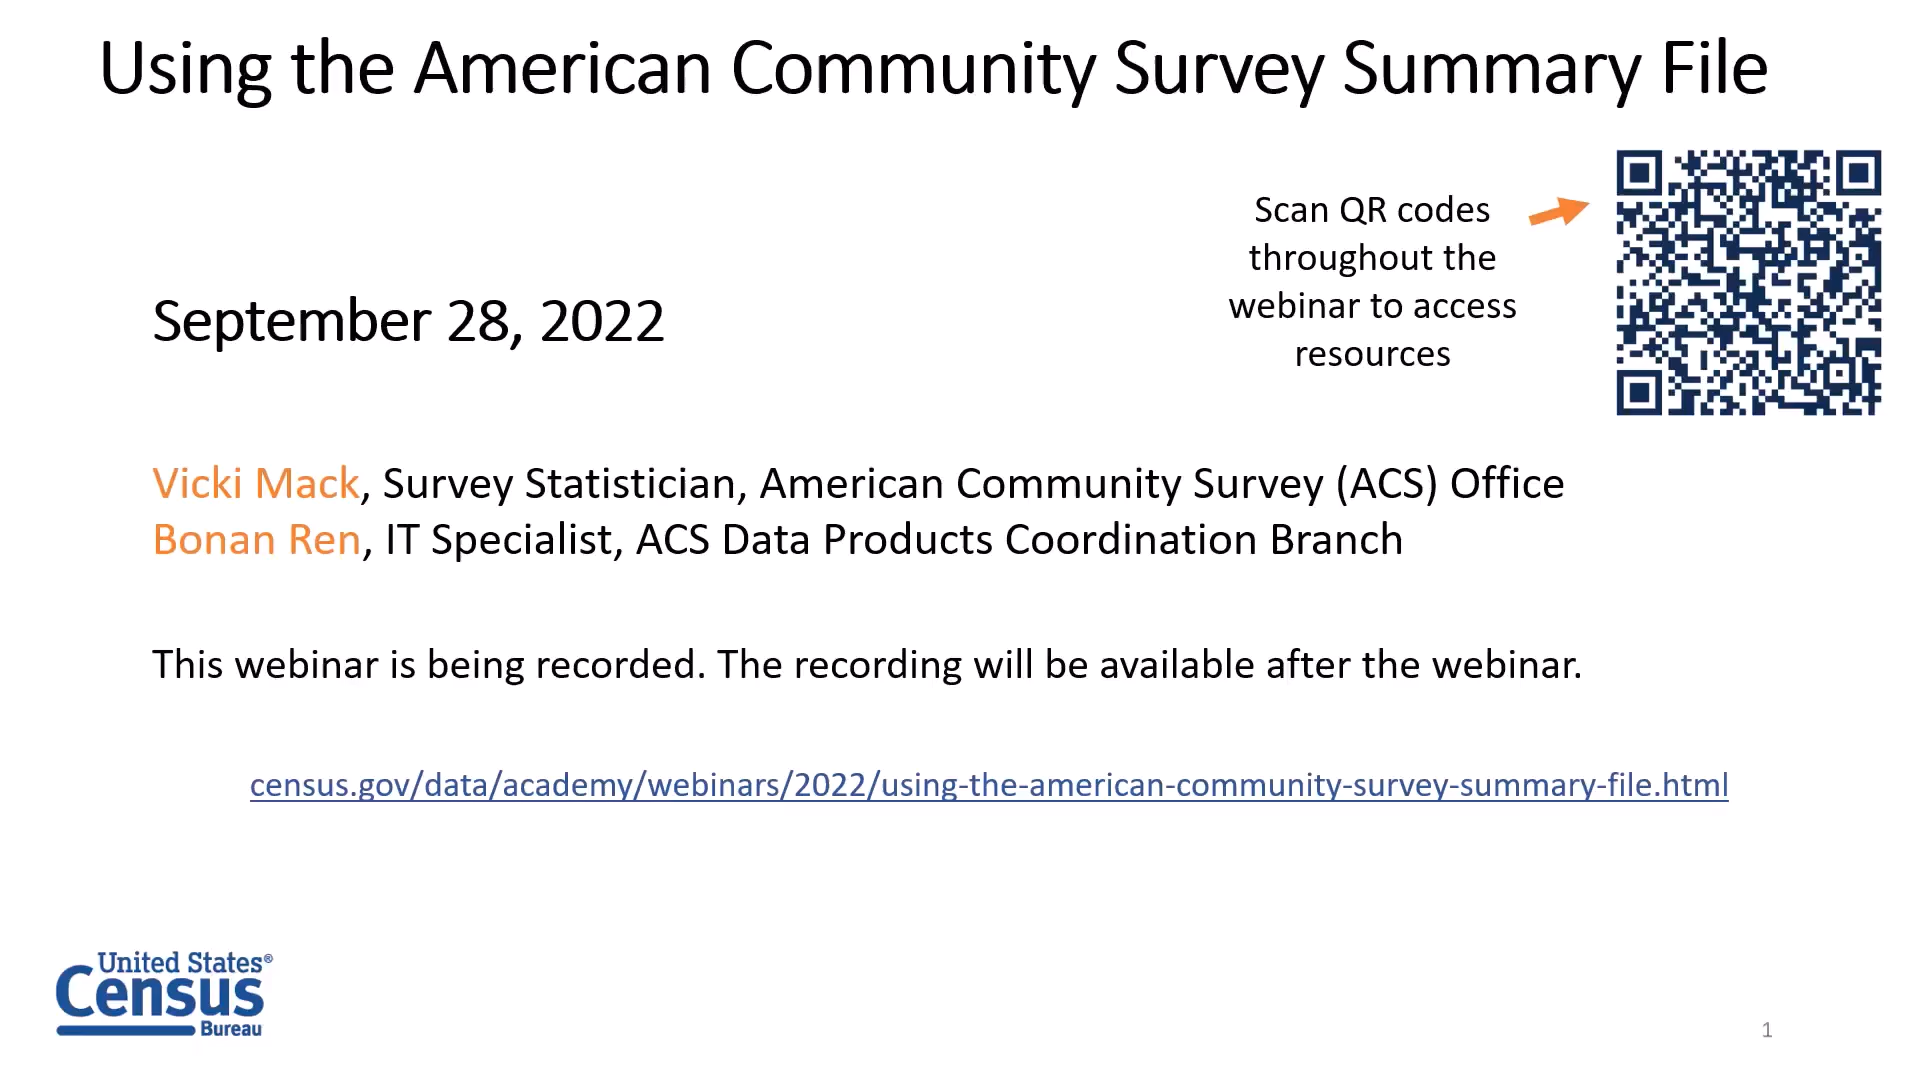 Using the American Community Survey Summary File
Scan QR codes
throughout the
webinar to access
resources
September 28, 2022
Vicki Mack, Survey Statistician, American Community Survey (ACS) Office
Bonan Ren, IT Specialist, ACS Data Products Coordination Branch
This webinar is being recorded. The recording will be available after the webinar.
census.gov/data/academy/webinars/2022/using-the-american-community-survey-summary-file.html
United States®
Census
Bureau
1